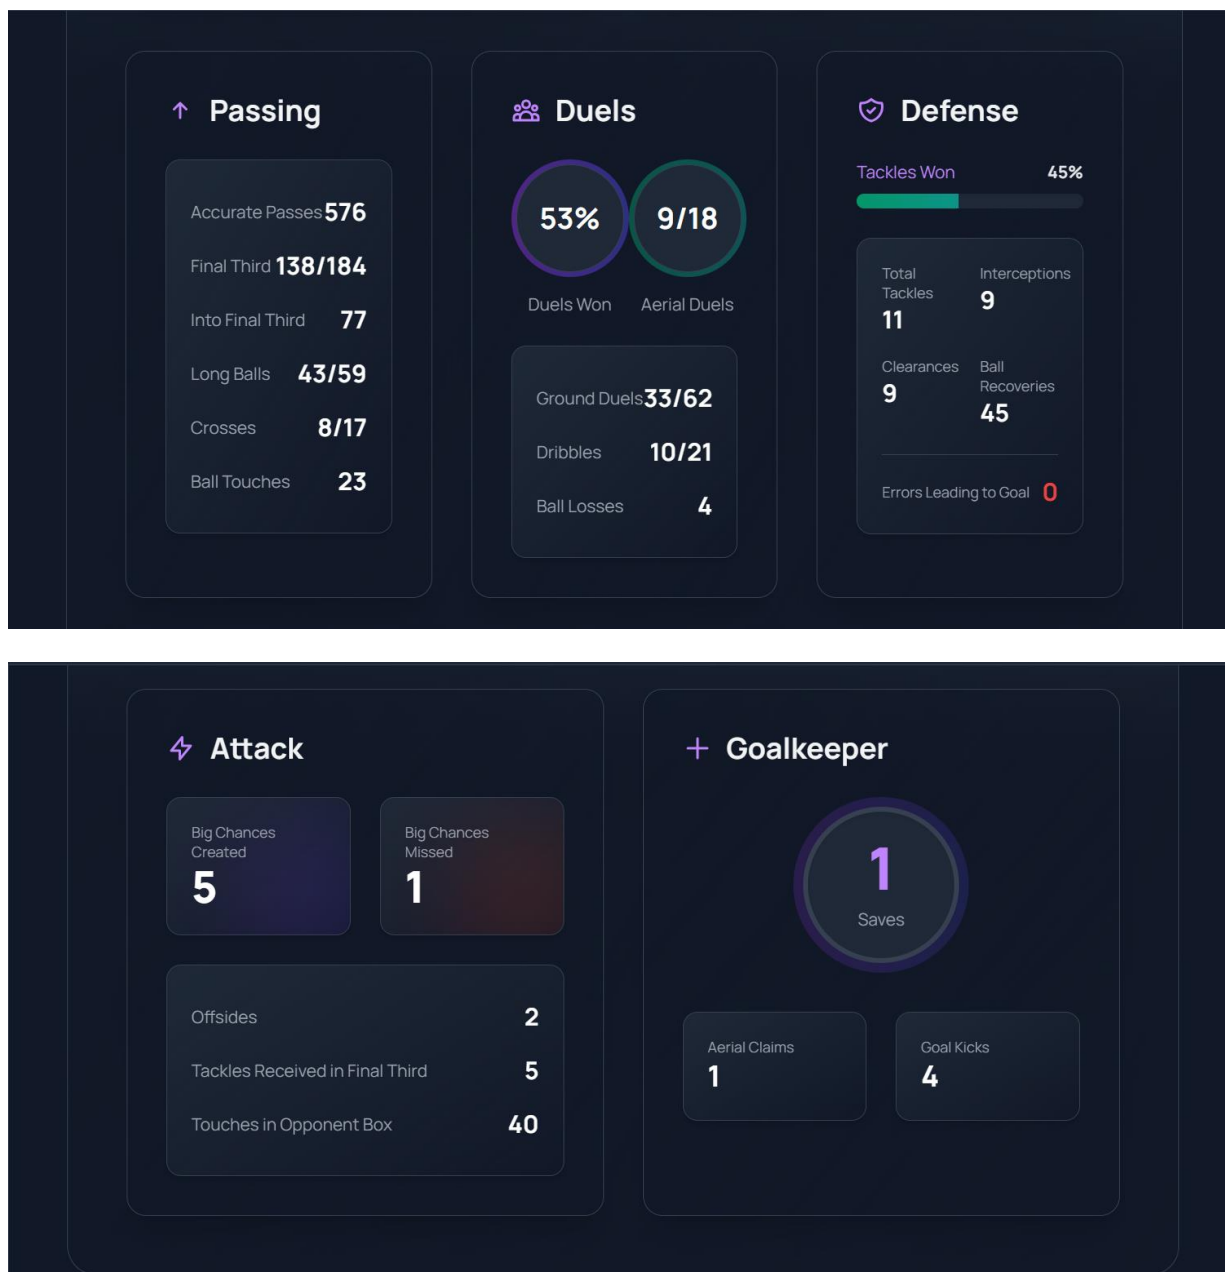 Passing
Accurate Passes 576
Final Third 138/184
Into Final Third 77
Long Balls 43/59
Crosses 8/17
Ball Touches 23
Duels
53% 9/18
Duels Won Aerial Duels
Ground Duels 33/62
Dribbles 10/21
Ball Losses 4
Defense
Tackles Won 45%
Total
Tackles
11
Interceptions
9
Clearances
9
Ball
Recoveries
45
Errors Leading to Goal 0
Attack
Big Chances
Created
5
Big Chances
Missed
1
Offsides 2
Tackles Received in Final Third 5
Touches in Opponent Box 40
Goalkeeper
1
Saves
Aerial Claims
1
Goal Kicks
4